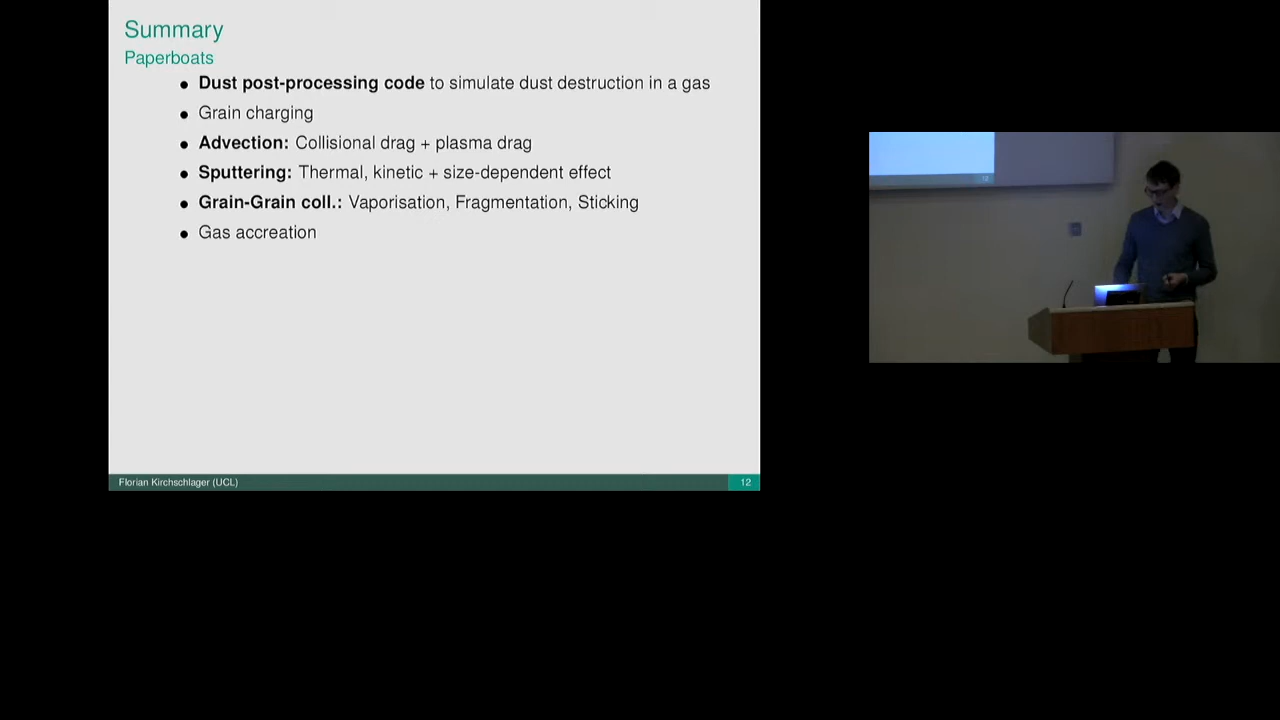 Summary
Paperboats
● Dust post-processing code to simulate dust destruction in a gas
● Grain charging
● Advection: Collisional drag + plasma drag
● Sputtering: Thermal, kinetic + size-dependent effect
● Grain-Grain coll.: Vaporisation, Fragmentation, Sticking
● Gas accreation
Florian Kirchschlager (UCL)
12
12